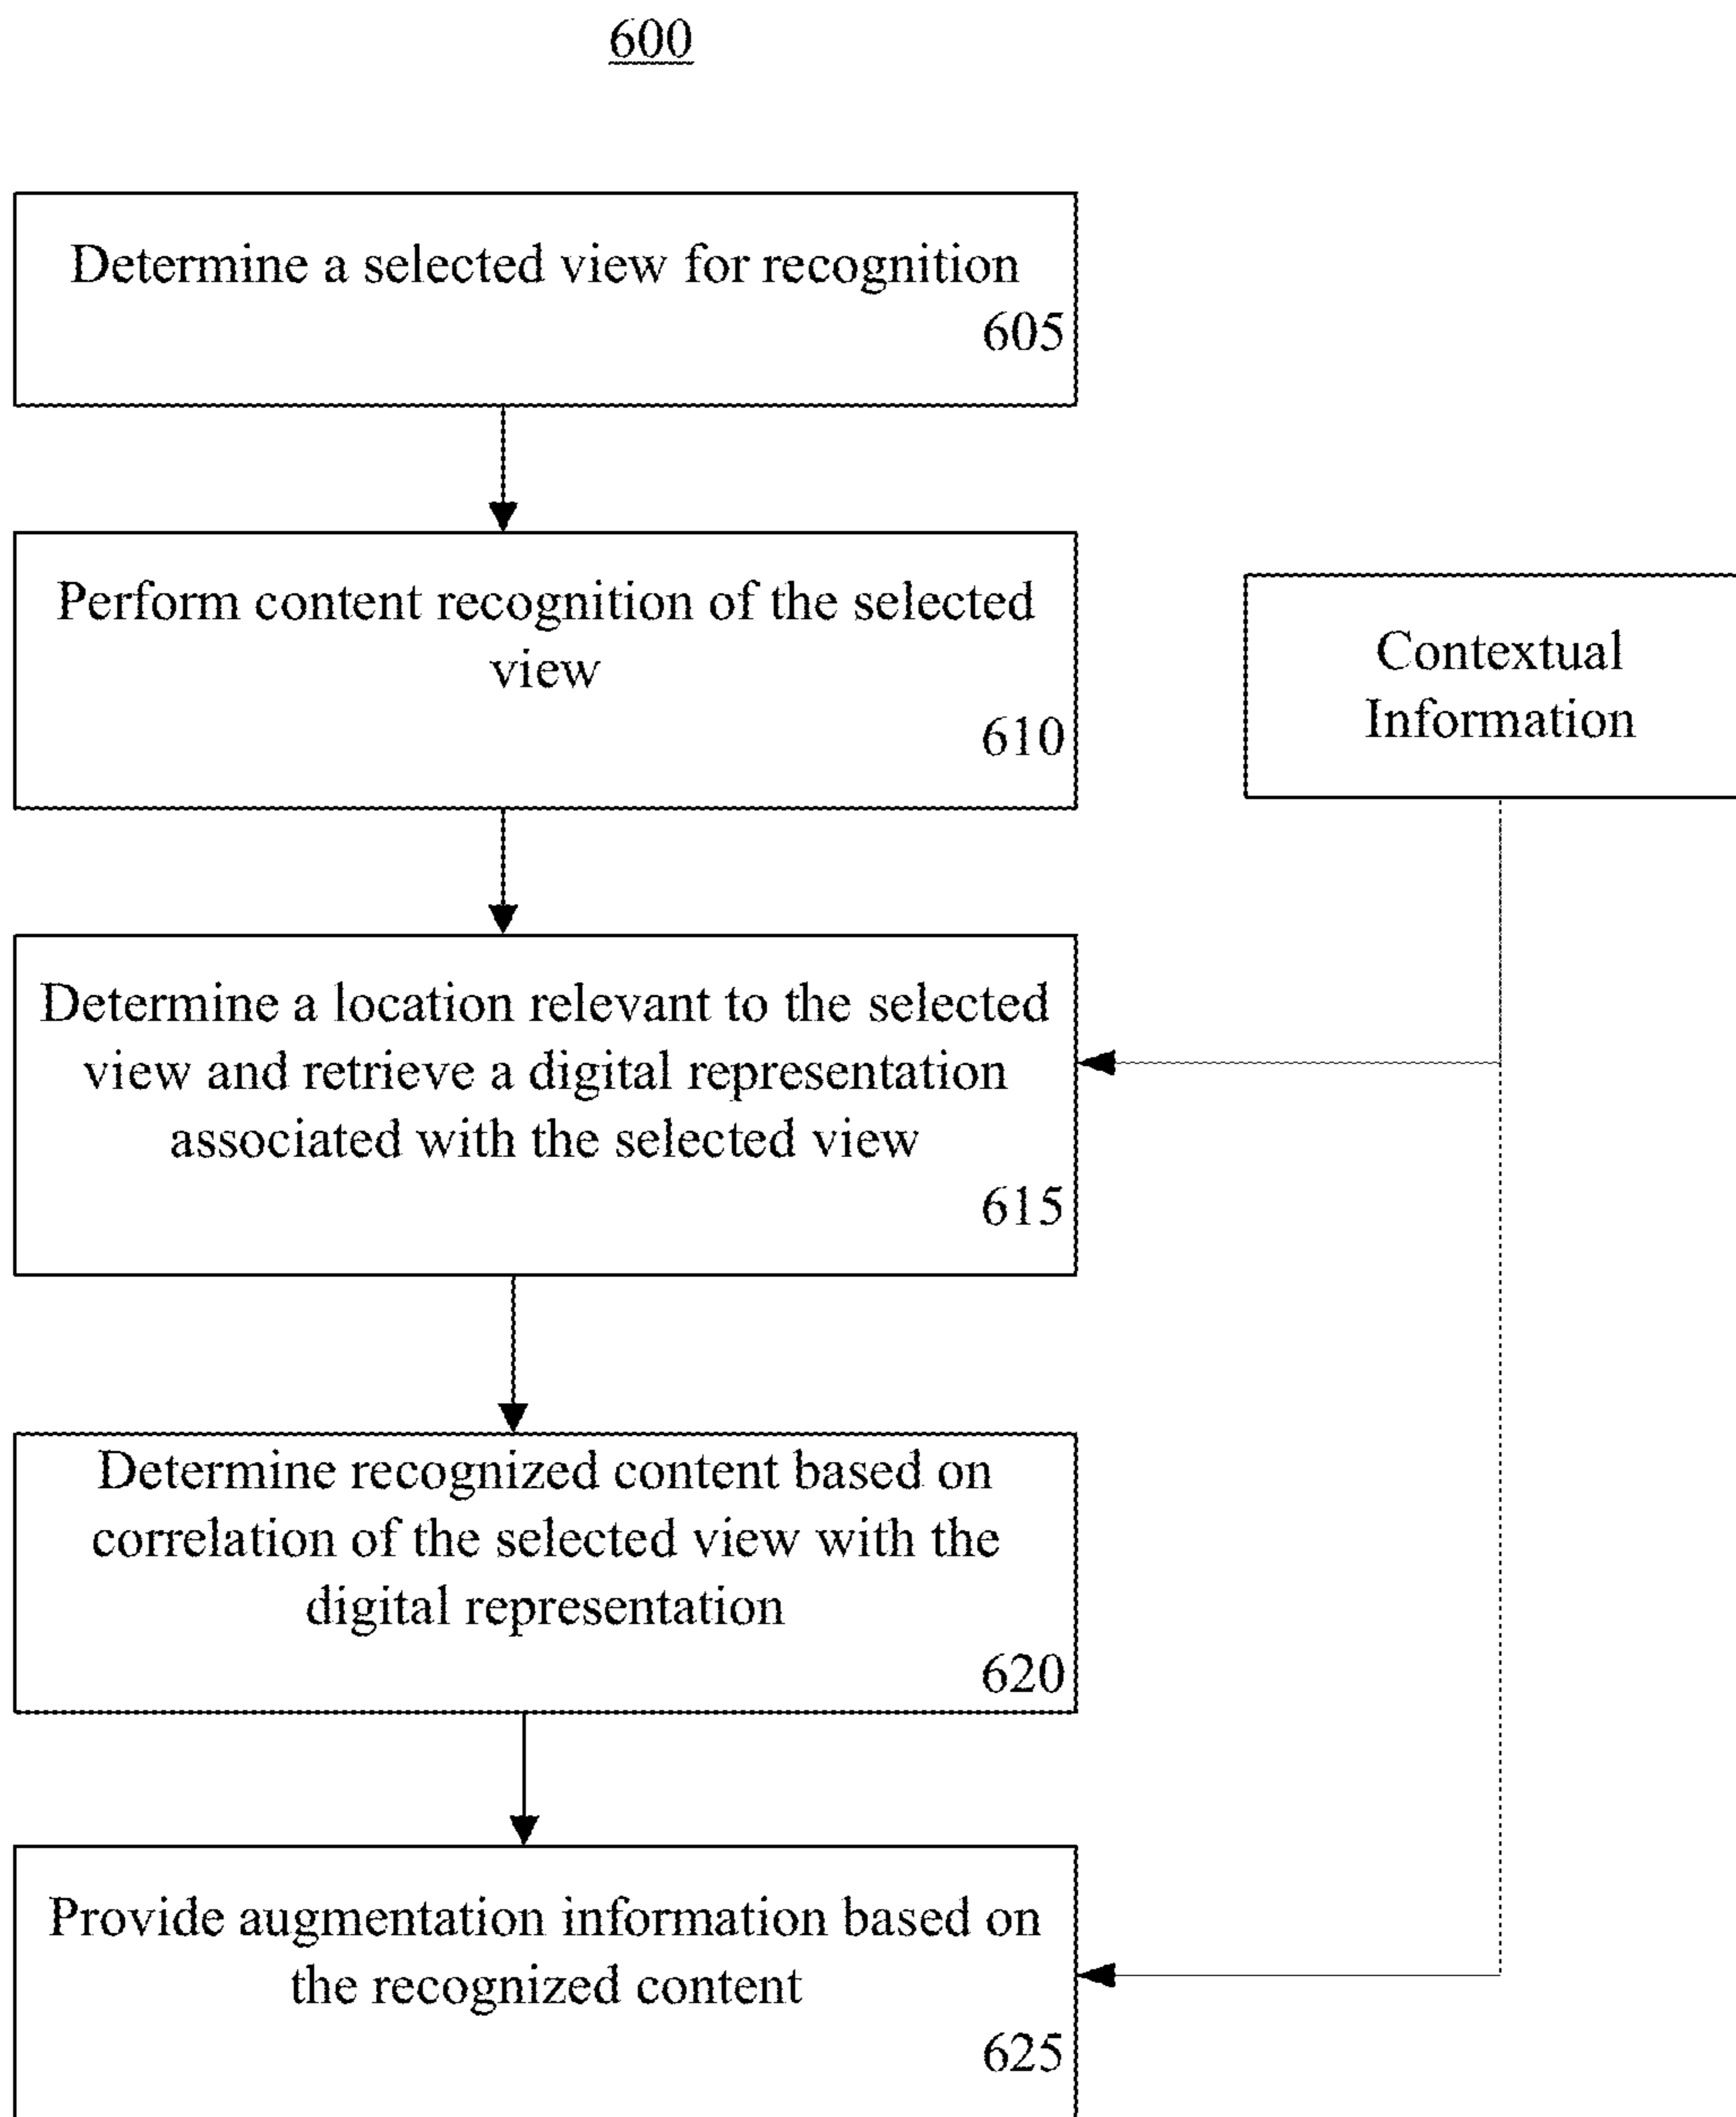 600
Determine a selected view for recognition
605
Perform content recognition of the selected
view
610
Contextual
Information
Determine a location relevant to the selected
view and retrieve a digital representation
associated with the selected view
615
Determine recognized content based on
correlation of the selected view with the
digital representation
620
Provide augmentation information based on
the recognized content
625